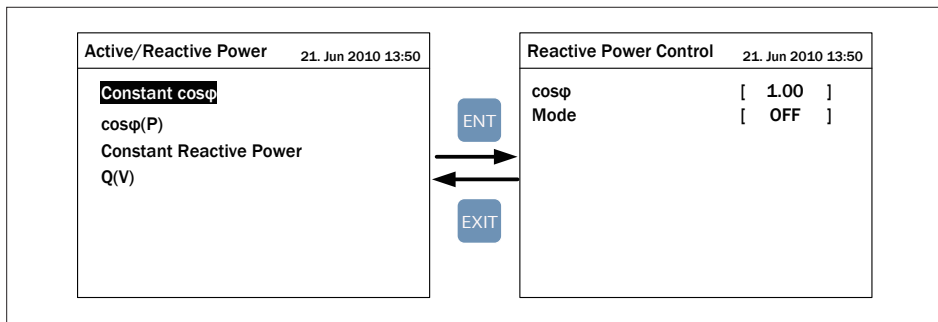 Active/Reactive Power 21. Jun 2010 13:50
Constant cosφ
cosφ(P)
Constant Reactive Power
Q(V)
ENT
EXIT
Reactive Power Control 21. Jun 2010 13:50
cosφ [ 1.00 ]
Mode [ OFF ]